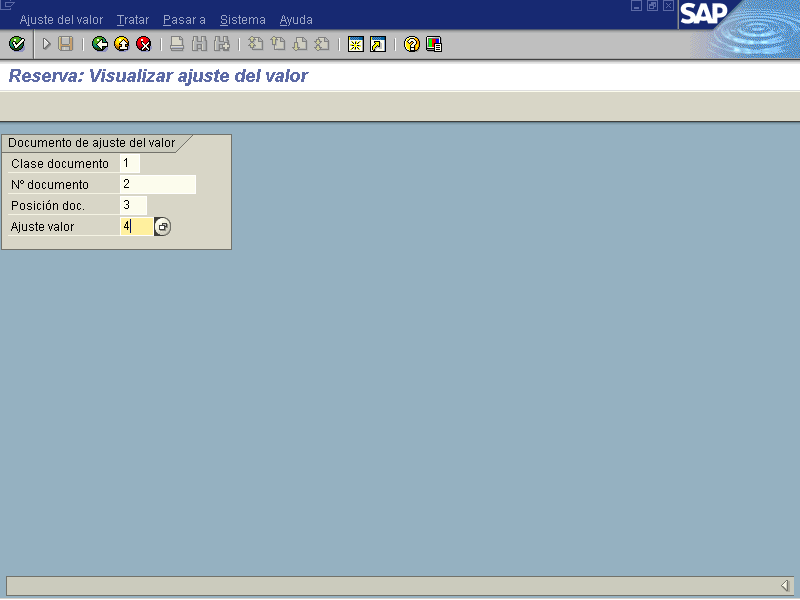 Ajuste del valor Tratar Pasar a Sistema Ayuda
SAP
Reserva: Visualizar ajuste del valor
Documento de ajuste del valor
Clase documento 1
Nº documento 2
Posición doc. 3
Ajuste valor 4